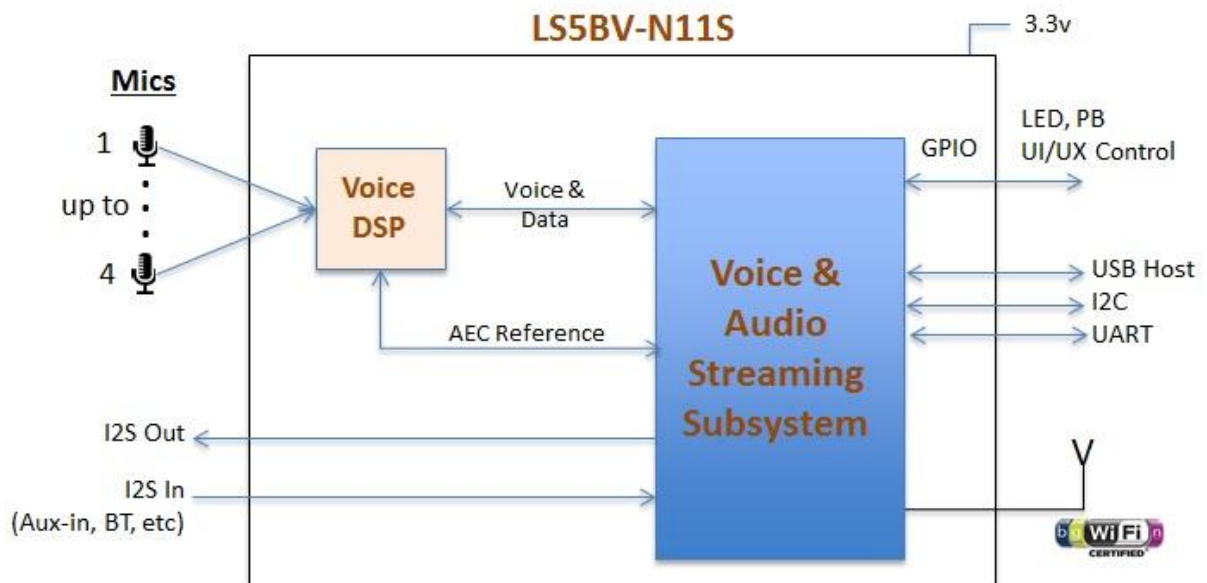 LS5BV-N11S
3.3v
Mics
1
up to
4
Voice
DSP
Voice &
Data
AEC Reference
I2S Out
I2S In
(Aux-in, BT, etc)
Voice &
Audio
Streaming
Subsystem
GPIO
LED, PB
UI/UX Control
USB Host
I2C
UART
b g WiFi n
CERTIFIED